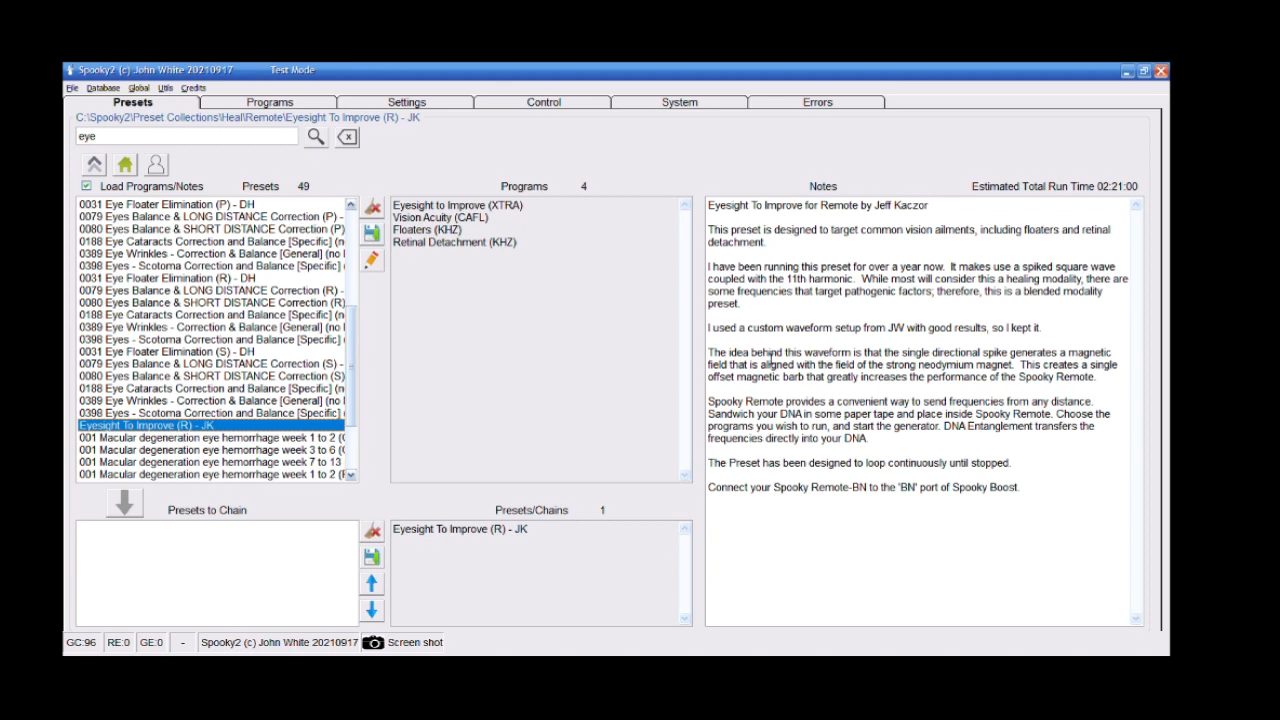 Spooky2 (c) John White 20210917 Test Mode
File Database Global Utils Credits
Presets Programs Settings Control System Errors
C:\Spooky2\Preset Collections\Heal\Remote\Eyesight To Improve (R) - JK
eye
Load Programs/Notes Presets 49
0031 Eye Floater Elimination (P) - DH
0079 Eyes Balance & LONG DISTANCE Correction (P) -
0080 Eyes Balance & SHORT DISTANCE Correction (P)
0188 Eye Cataracts Correction and Balance [Specific] (n
0389 Eye Wrinkles - Correction & Balance [General] (no l
0398 Eyes - Scotoma Correction and Balance [Specific] (
0031 Eye Floater Elimination (R) - DH
0079 Eyes Balance & LONG DISTANCE Correction (R) -
0080 Eyes Balance & SHORT DISTANCE Correction (R)
0188 Eye Cataracts Correction and Balance [Specific] (n
0389 Eye Wrinkles - Correction & Balance [General] (no l
0398 Eyes - Scotoma Correction and Balance [Specific] (
0031 Eye Floater Elimination (S) - DH
0079 Eyes Balance & LONG DISTANCE Correction (S) -
0080 Eyes Balance & SHORT DISTANCE Correction (S)
0188 Eye Cataracts Correction and Balance [Specific] (n
0389 Eye Wrinkles - Correction & Balance [General] (no l
0398 Eyes - Scotoma Correction and Balance [Specific] (
Eyesight To Improve (R) - JK
001 Macular degeneration eye hemorrhage week 1 to 2 (
001 Macular degeneration eye hemorrhage week 3 to 6 (
001 Macular degeneration eye hemorrhage week 7 to 13
001 Macular degeneration eye hemorrhage week 1 to 2 (
Programs 4
Eyesight to Improve (XTRA)
Vision Acuity (CAFL)
Floaters (KHZ)
Retinal Detachment (KHZ)
Notes Estimated Total Run Time 02:21:00
Eyesight To Improve for Remote by Jeff Kaczor
This preset is designed to target common vision ailments, including floaters and retinal
detachment.
I have been running this preset for over a year now. It makes use a spiked square wave
coupled with the 11th harmonic. While most will consider this a healing modality, there are
some frequencies that target pathogenic factors; therefore, this is a blended modality
preset.
I used a custom waveform setup from JW with good results, so I kept it.
The idea behind this waveform is that the single directional spike generates a magnetic
field that is aligned with the field of the strong neodymium magnet. This creates a single
offset magnetic barb that greatly increases the performance of the Spooky Remote.
Spooky Remote provides a convenient way to send frequencies from any distance.
Sandwich your DNA in some paper tape and place inside Spooky Remote. Choose the
programs you wish to run, and start the generator. DNA Entanglement transfers the
frequencies directly into your DNA.
The Preset has been designed to loop continuously until stopped.
Connect your Spooky Remote-BN to the 'BN' port of Spooky Boost.
Presets to Chain
Presets/Chains 1
Eyesight To Improve (R) - JK
GC:96 RE:0 GE:0 - Spooky2 (c) John White 20210917 Screen shot